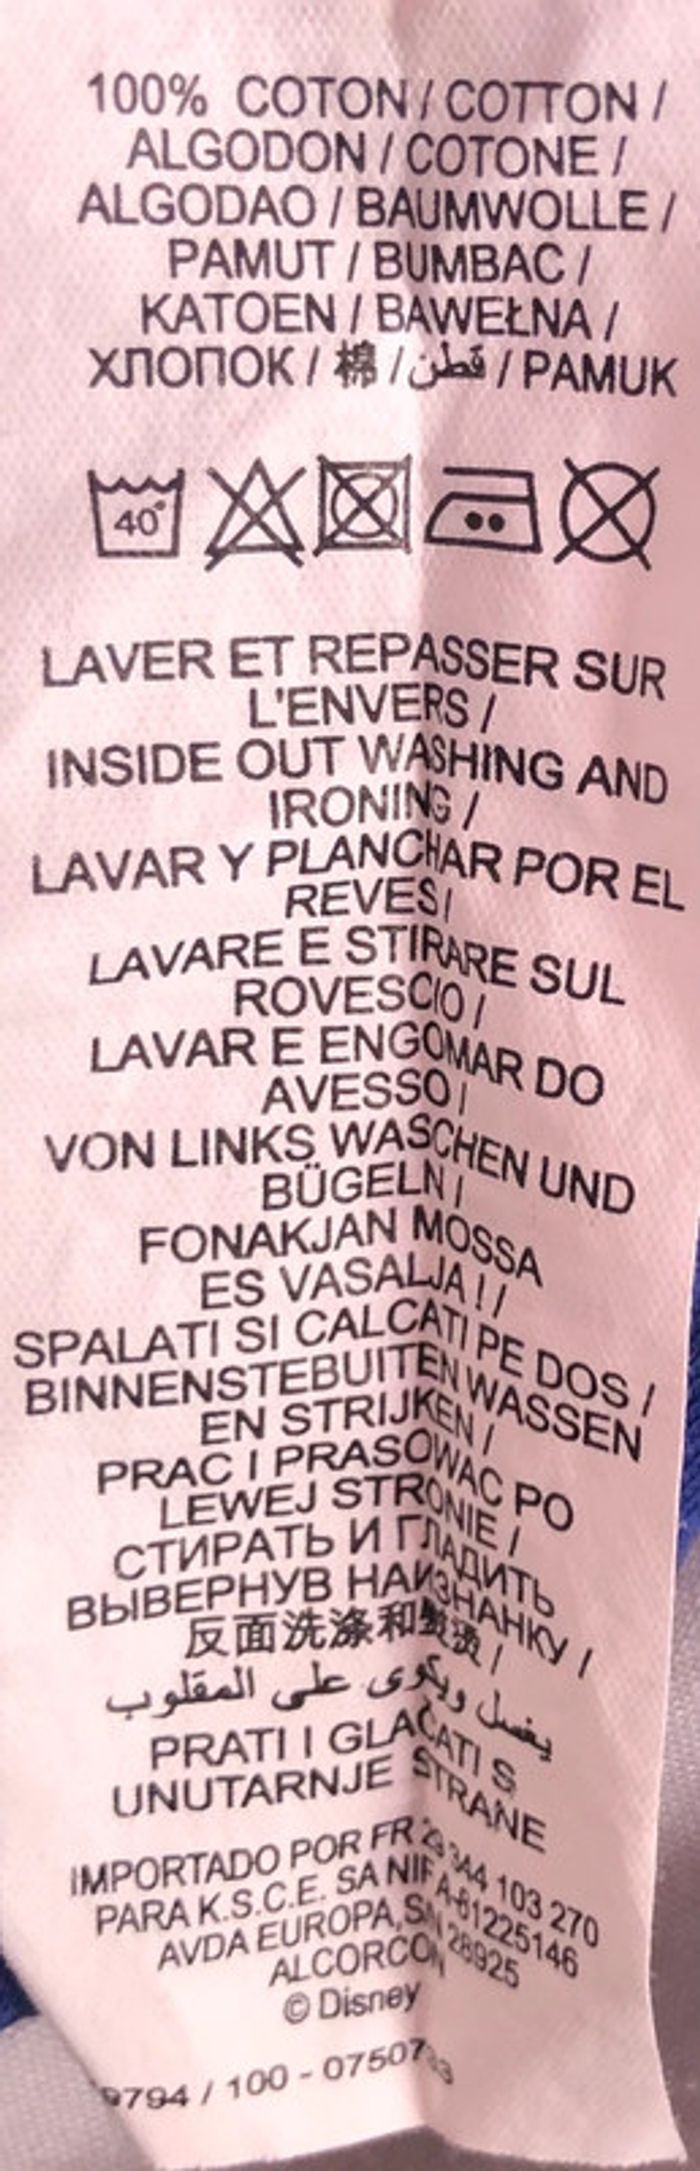 100% COTON / COTTON /
ALGODON / COTONE /
ALGODAO / BAUMWOLLE /
PAMUT / BUMBAC /
KATOEN / BAWEŁNA /
ХЛОПОК / 棉 / قطن / PAMUK
40°
LAVER ET REPASSER SUR
L'ENVERS /
INSIDE OUT WASHING AND
IRONING /
LAVAR Y PLANCHAR POR EL
REVES /
LAVARE E STIRARE SUL
ROVESCIO /
LAVAR E ENGOMAR DO
AVESSO /
VON LINKS WASCHEN UND
BÜGELN /
FONAKJAN MOSSA
ES VASALJA ! /
SPALATI SI CALCATI PE DOS /
BINNENSTEBUITEN WASSEN
EN STRIJKEN /
PRAC I PRASOWAC PO
LEWEJ STRONIE /
СТИРАТЬ И ГЛАДИТЬ
ВЫВЕРНУВ НАИЗНАНКУ /
反面洗涤和熨烫 /
يغسل ويكوى على المقلوب
PRATI I GLAČATI S
UNUTARNJE STRANE
IMPORTADO POR FR 29 344 103 270
PARA K.S.C.E. SA NIF A-81225146
AVDA EUROPA, S/N 28925
ALCORCON
© Disney
/ 100 -